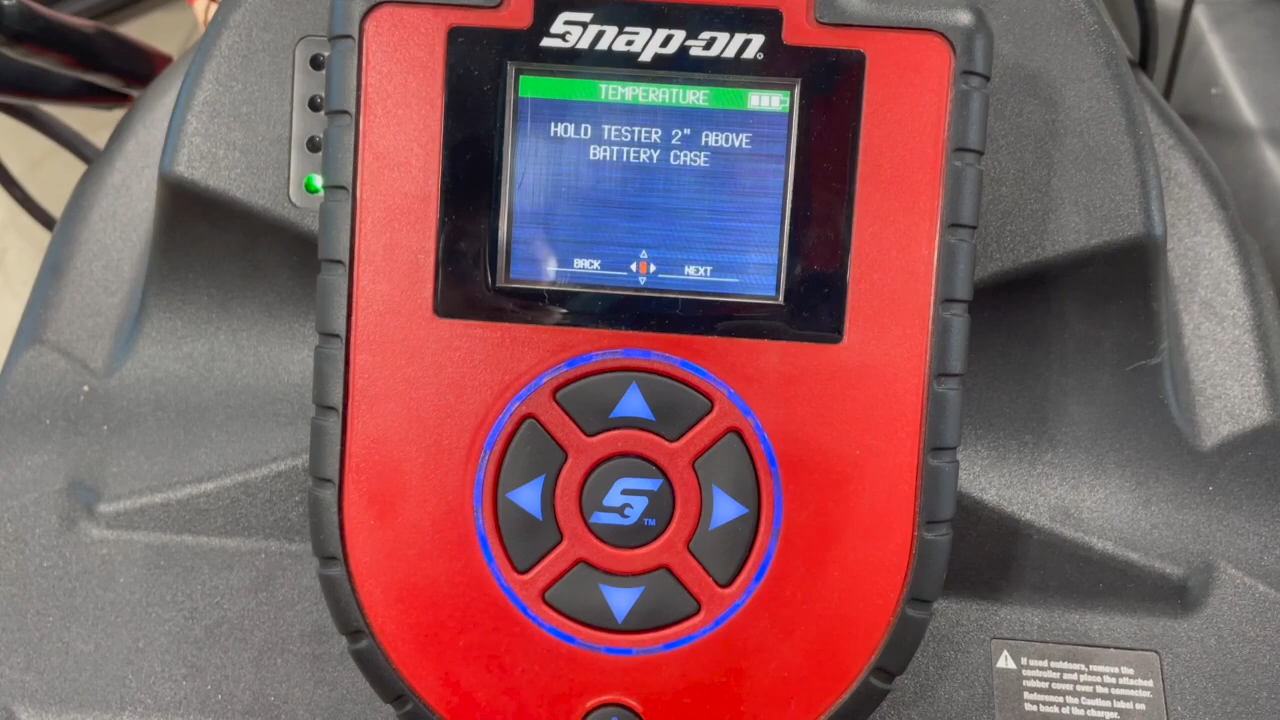 Snap-on
TEMPERATURE
HOLD TESTER 2" ABOVE
BATTERY CASE
BACK
NEXT
S
TM
If used outdoors, remove the
controller and place the attached
rubber cover over the connector.
Reference the Caution label on
the back of the charger.